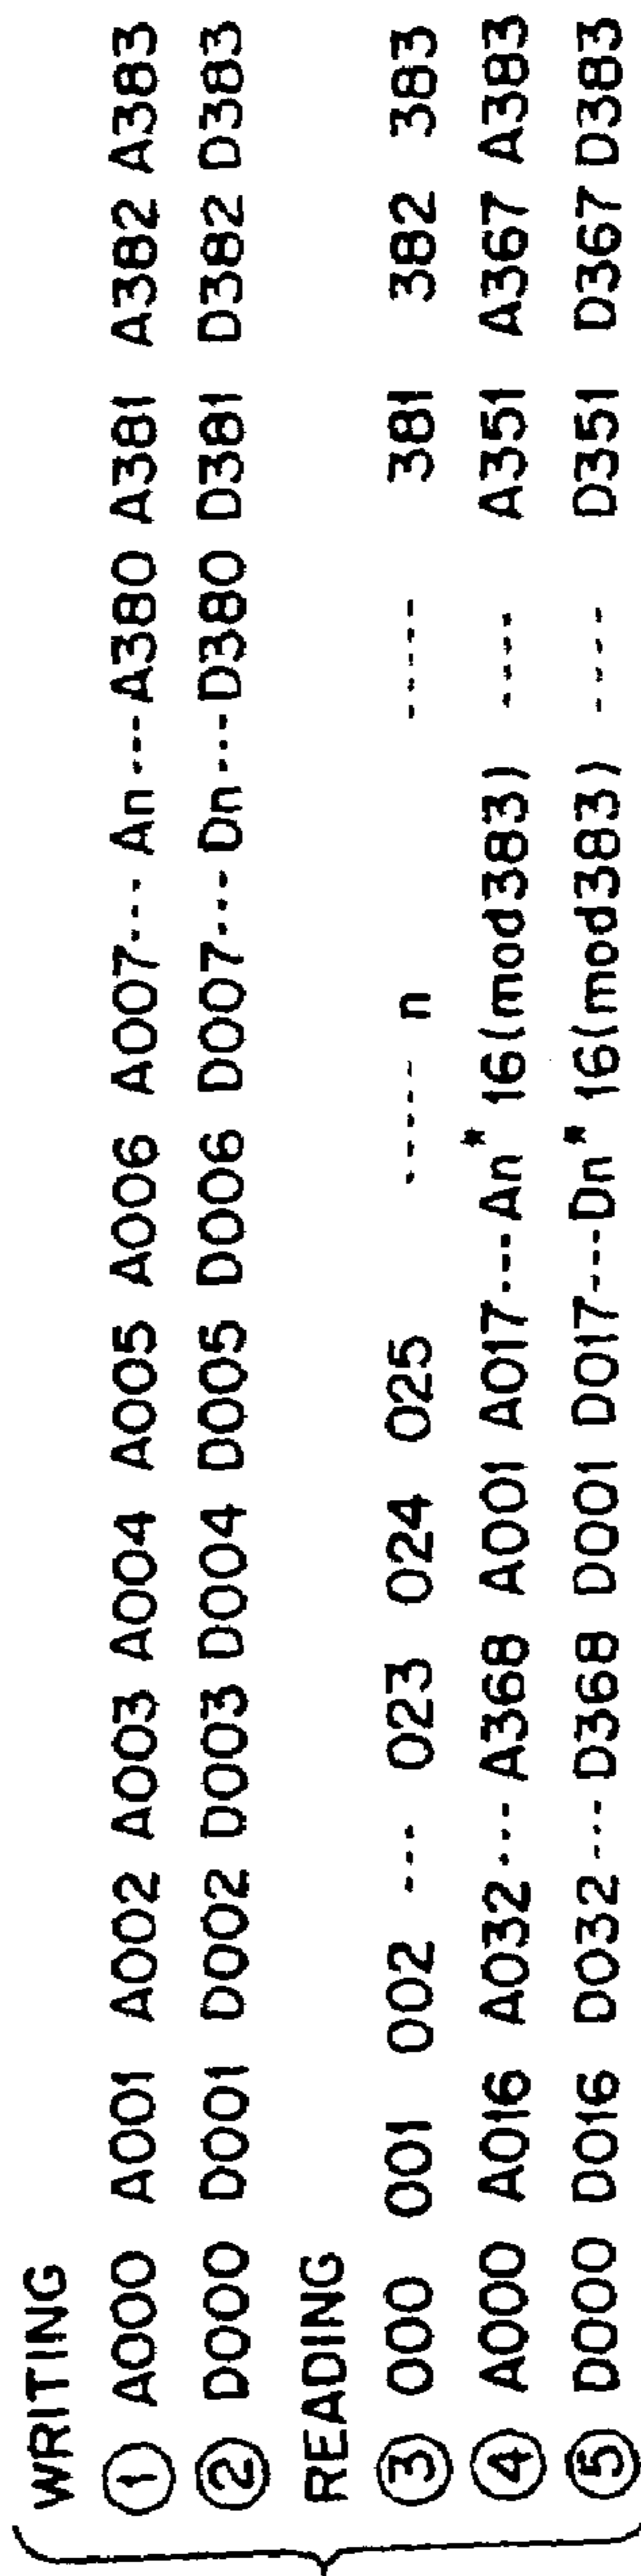 WRITING
① A000 A001 A002 A003 A004 A005 A006 A007--- An ---A380 A381 A382 A383
② D000 D001 D002 D003 D004 D005 D006 D007--- Dn ---D380 D381 D382 D383
READING
③ 000 001 002 --- 023 024 025 ----- n ----- 381 382 383
④ A000 A016 A032 --- A368 A001 A017---An* 16(mod383) ---- A351 A367 A383
⑤ D000 D016 D032 --- D368 D001 D017---Dn* 16(mod383) ---- D351 D367 D383